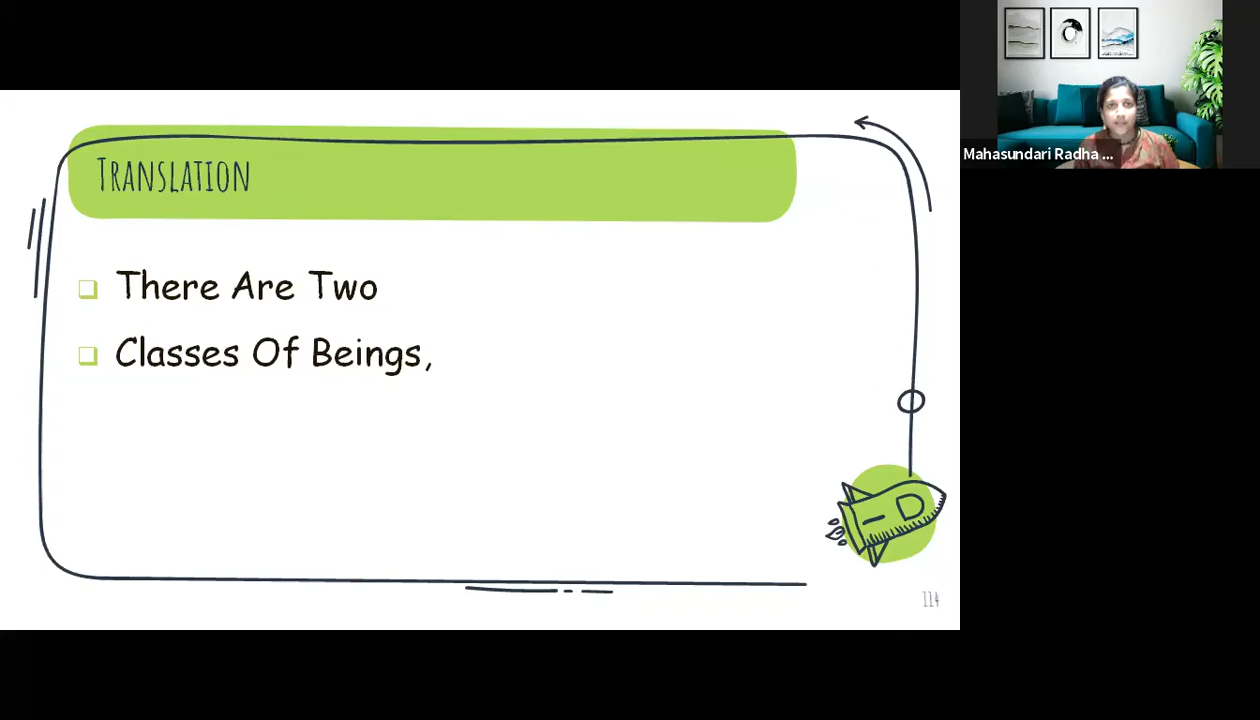 Translation
There Are Two
Classes Of Beings,
114
Mahasundari Radha ...